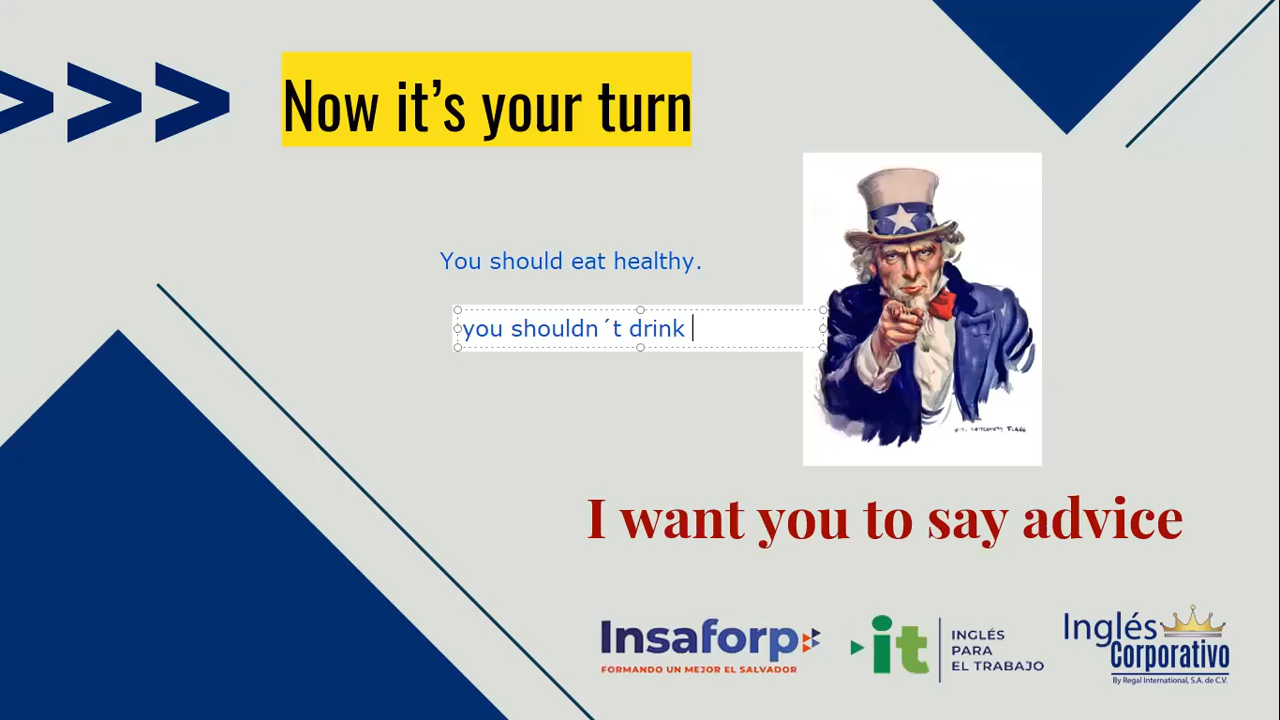 >>> Now it’s your turn
You should eat healthy.
you shouldn´t drink
I want you to say advice
Insaforp
FORMANDO UN MEJOR EL SALVADOR
it
INGLÉS
PARA
EL TRABAJO
Inglés
Corporativo
By Regal International, S.A. de C.V.